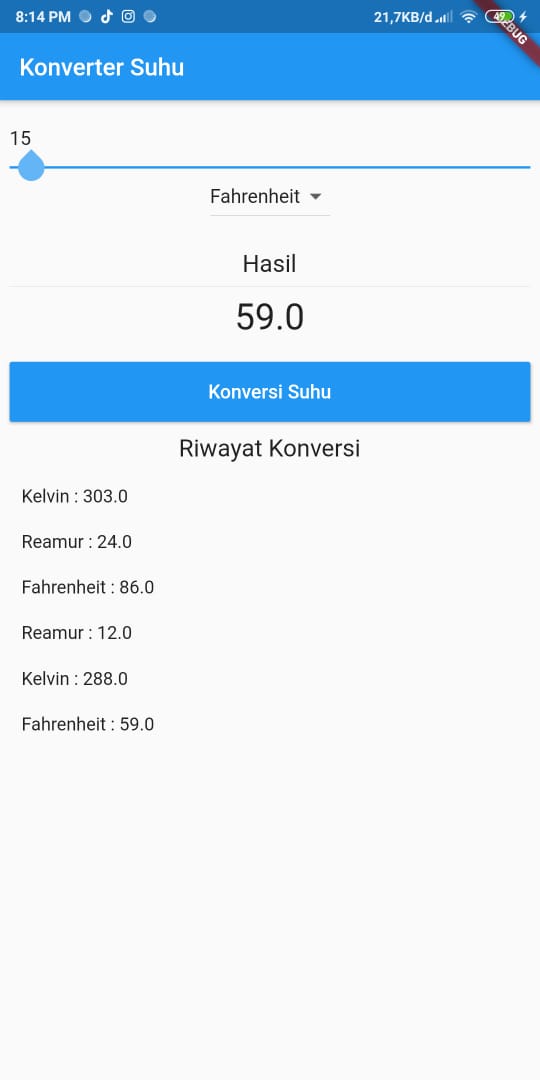 8:14 PM 21,7KB/d 49
DEBUG
Konverter Suhu
15
Fahrenheit
Hasil
59.0
Konversi Suhu
Riwayat Konversi
Kelvin : 303.0
Reamur : 24.0
Fahrenheit : 86.0
Reamur : 12.0
Kelvin : 288.0
Fahrenheit : 59.0